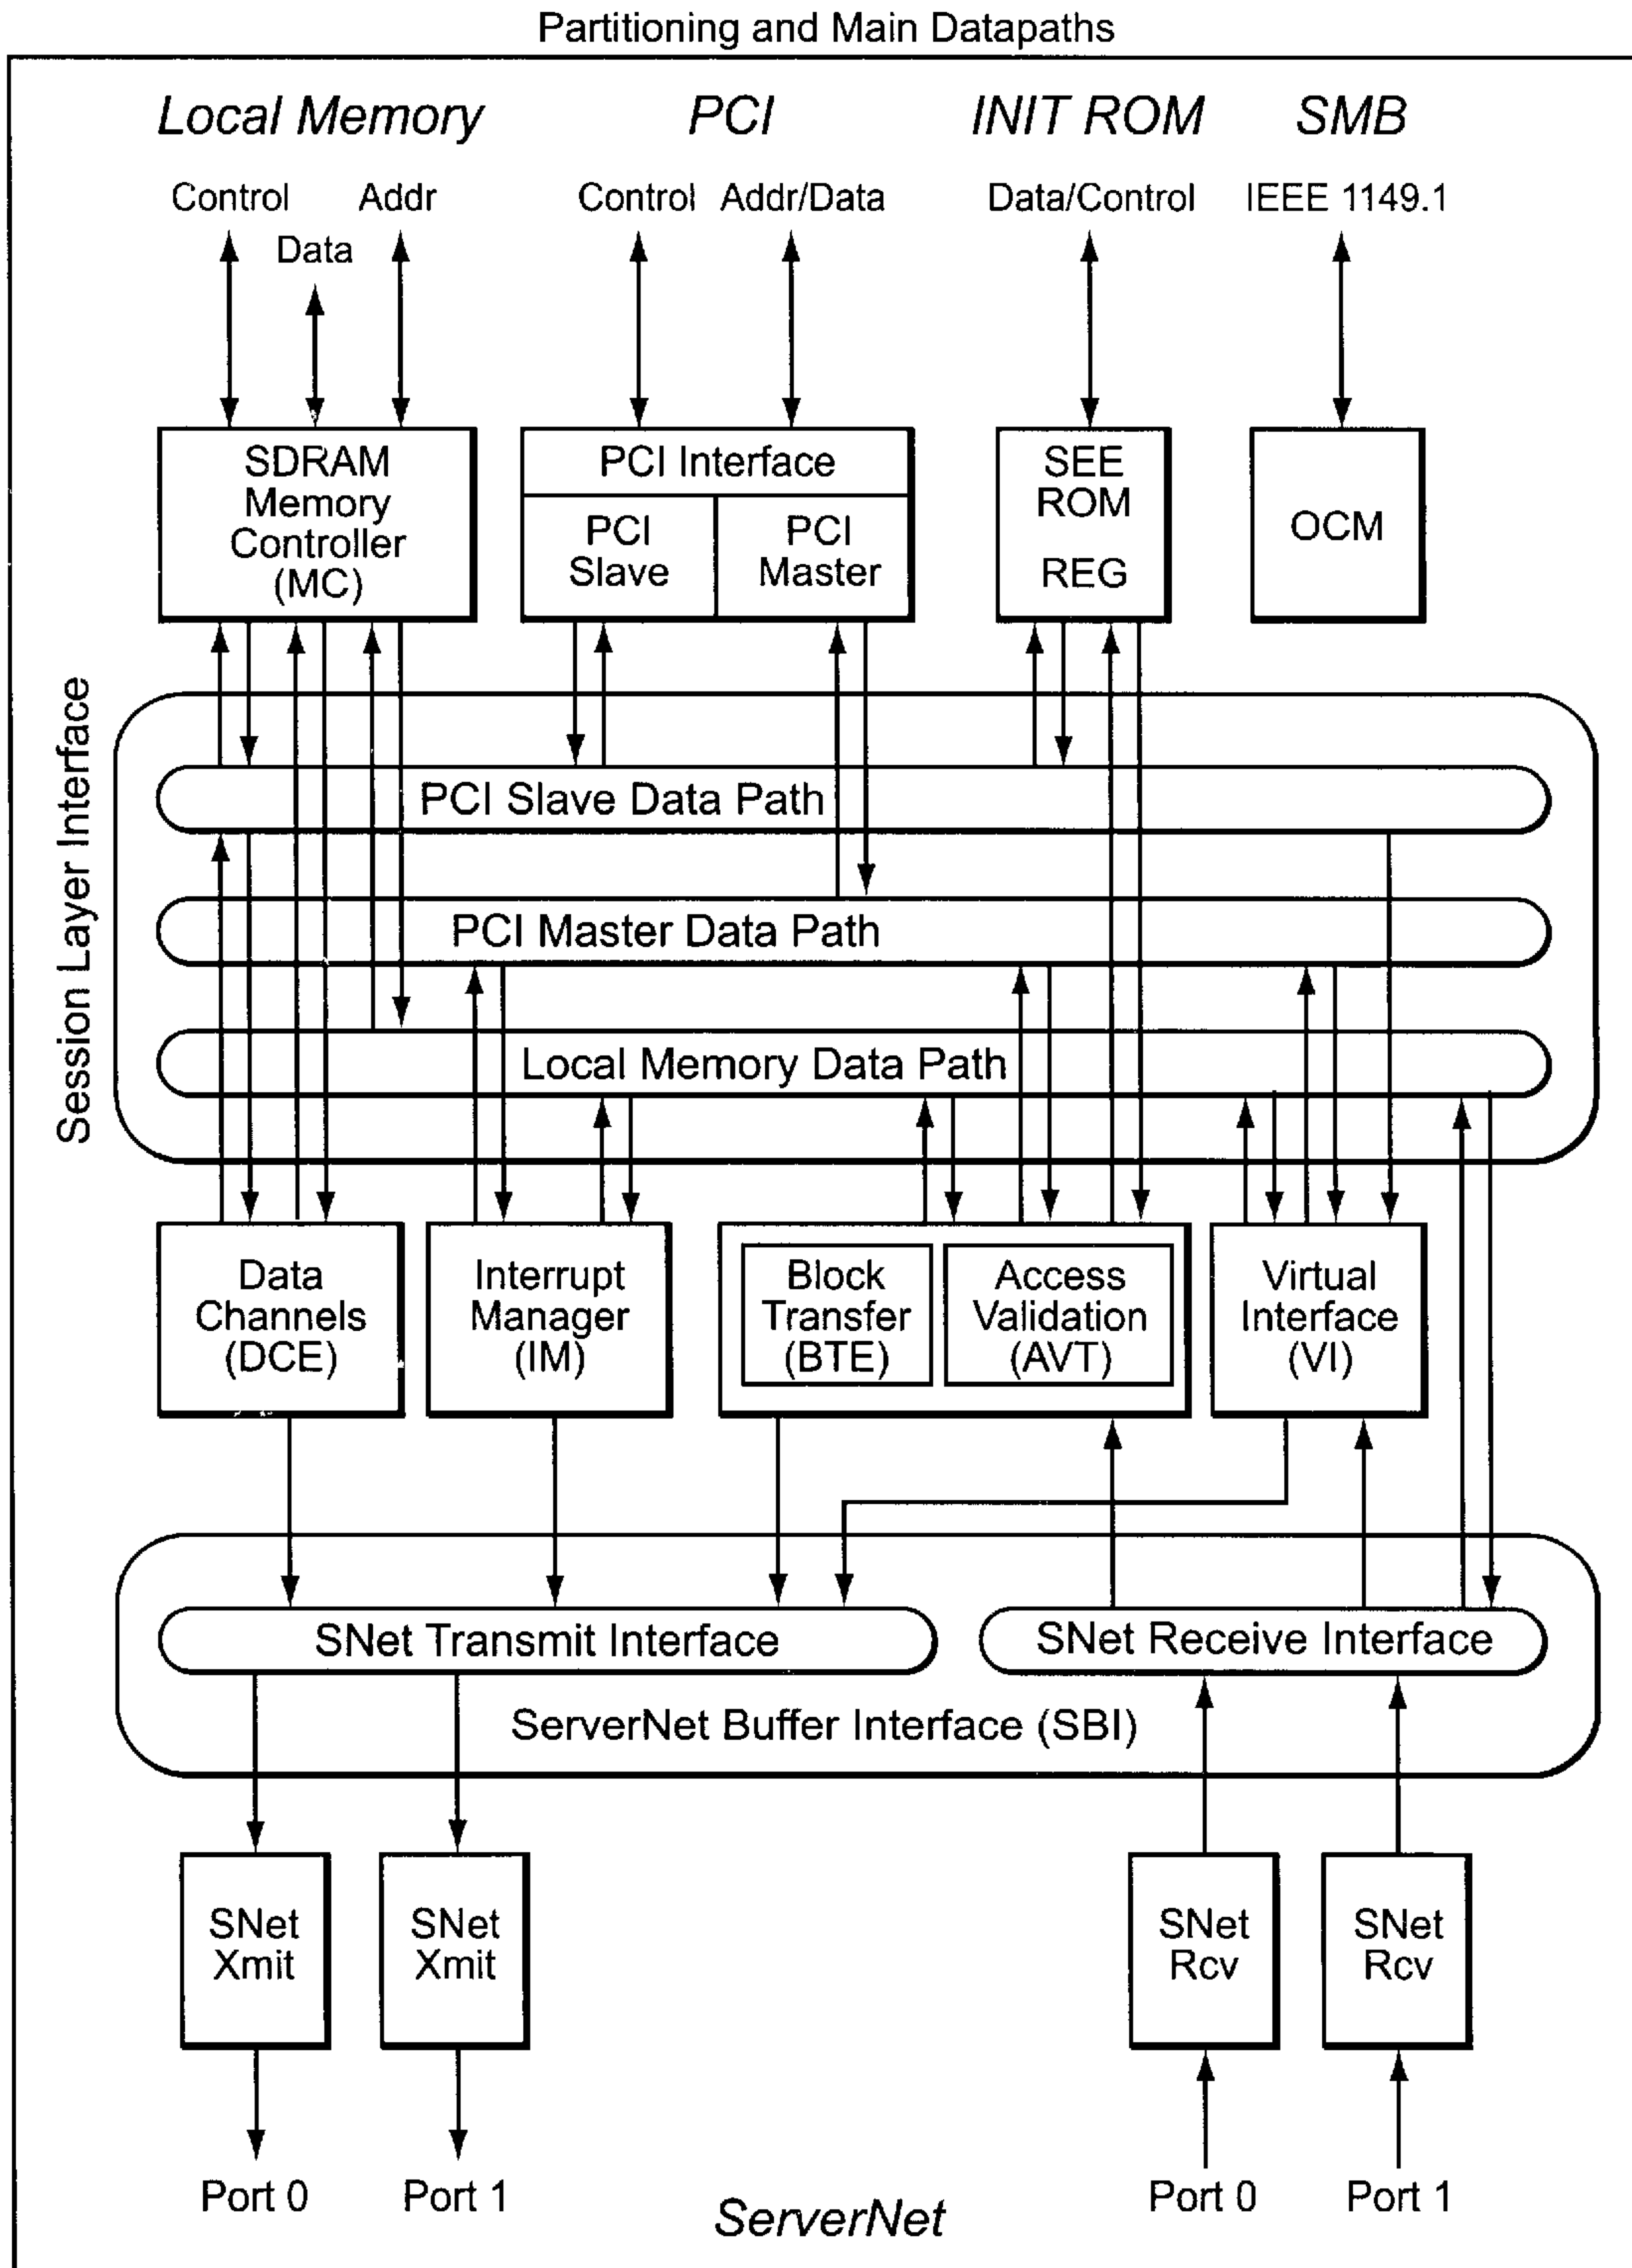 Partitioning and Main Datapaths
Local Memory
PCI
INIT ROM
SMB
Control
Addr
Data
Control
Addr/Data
Data/Control
IEEE 1149.1
SDRAM
Memory
Controller
(MC)
PCI Interface
PCI
Slave
PCI
Master
SEE
ROM
REG
OCM
Session Layer Interface
PCI Slave Data Path
PCI Master Data Path
Local Memory Data Path
Data
Channels
(DCE)
Interrupt
Manager
(IM)
Block
Transfer
(BTE)
Access
Validation
(AVT)
Virtual
Interface
(VI)
SNet Transmit Interface
SNet Receive Interface
ServerNet Buffer Interface (SBI)
SNet
Xmit
SNet
Xmit
SNet
Rcv
SNet
Rcv
Port 0
Port 1
Port 0
Port 1
ServerNet